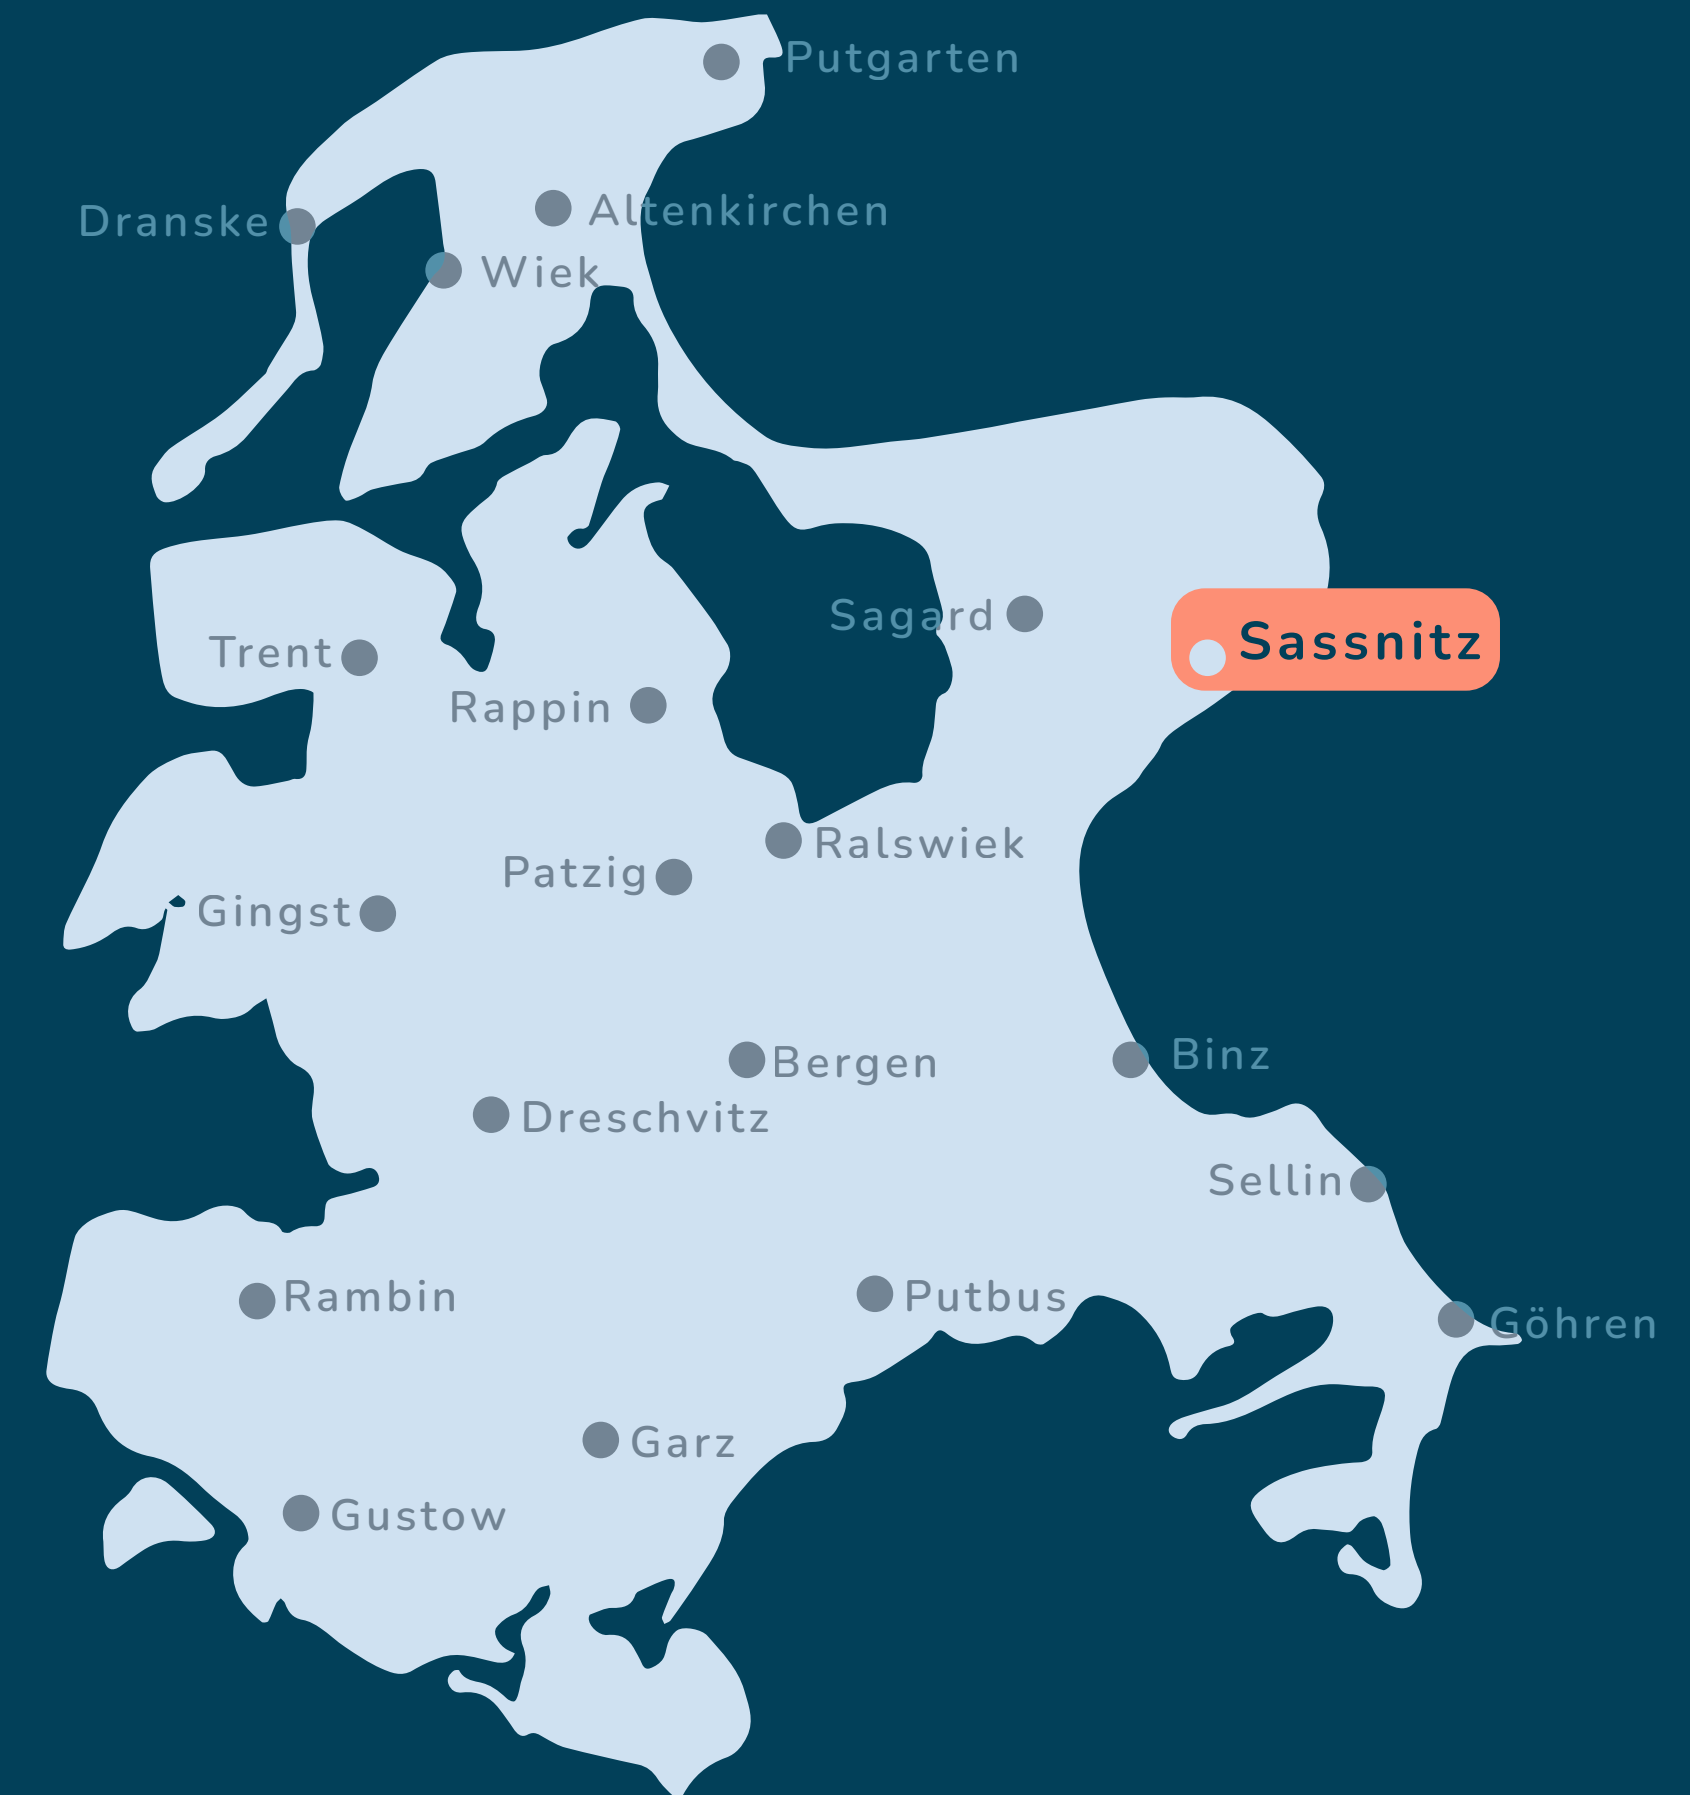 Putgarten
Dranske
Altenkirchen
Wiek
Sagard
Sassnitz
Trent
Rappin
Ralswiek
Patzig
Gingst
Bergen
Binz
Dreschvitz
Sellin
Rambin
Putbus
Göhren
Garz
Gustow